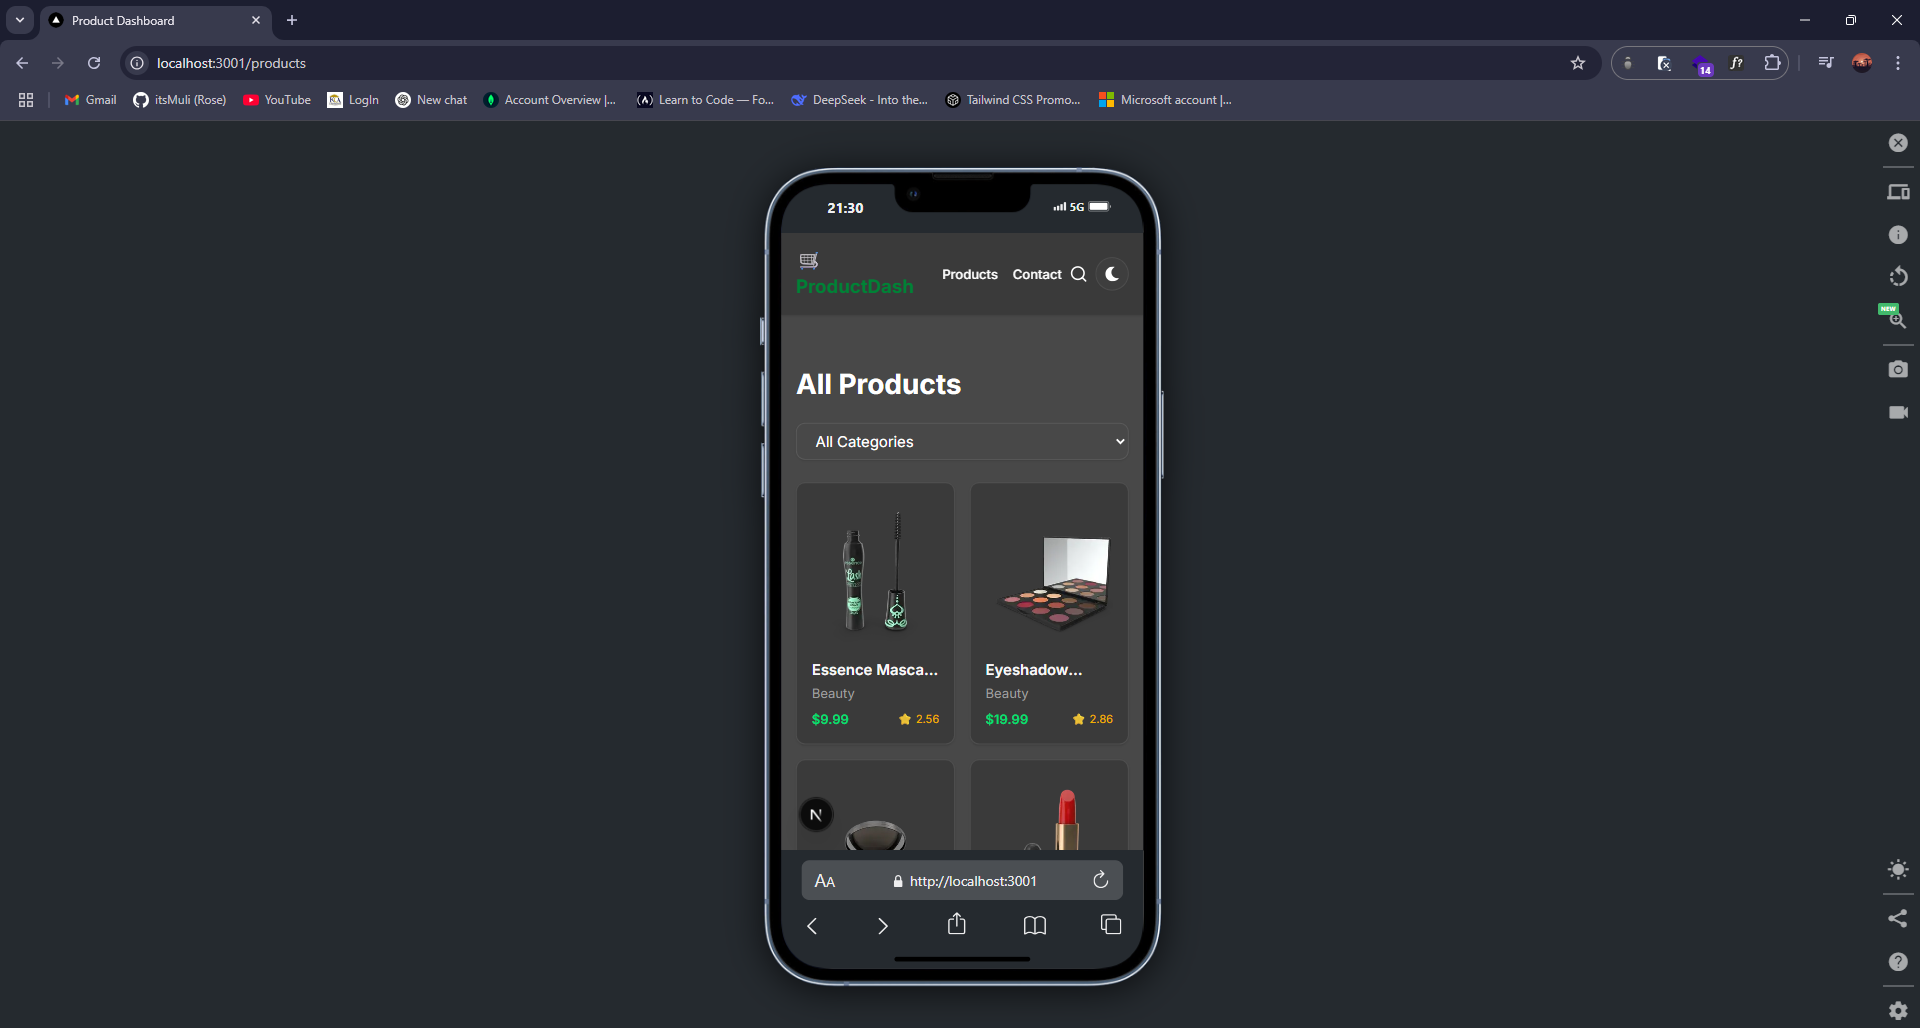 Product Dashboard
localhost:3001/products
14
f?
Gmail
itsMuli (Rose)
YouTube
LogIn
New chat
Account Overview |...
Learn to Code — Fo...
DeepSeek - Into the...
Tailwind CSS Promo...
Microsoft account |...
NEW
21:30
5G
ProductDash
Products
Contact
All Products
All Categories
Essence Masca...
Beauty
$9.99
2.56
Eyeshadow...
Beauty
$19.99
2.86
N
AA
http://localhost:3001